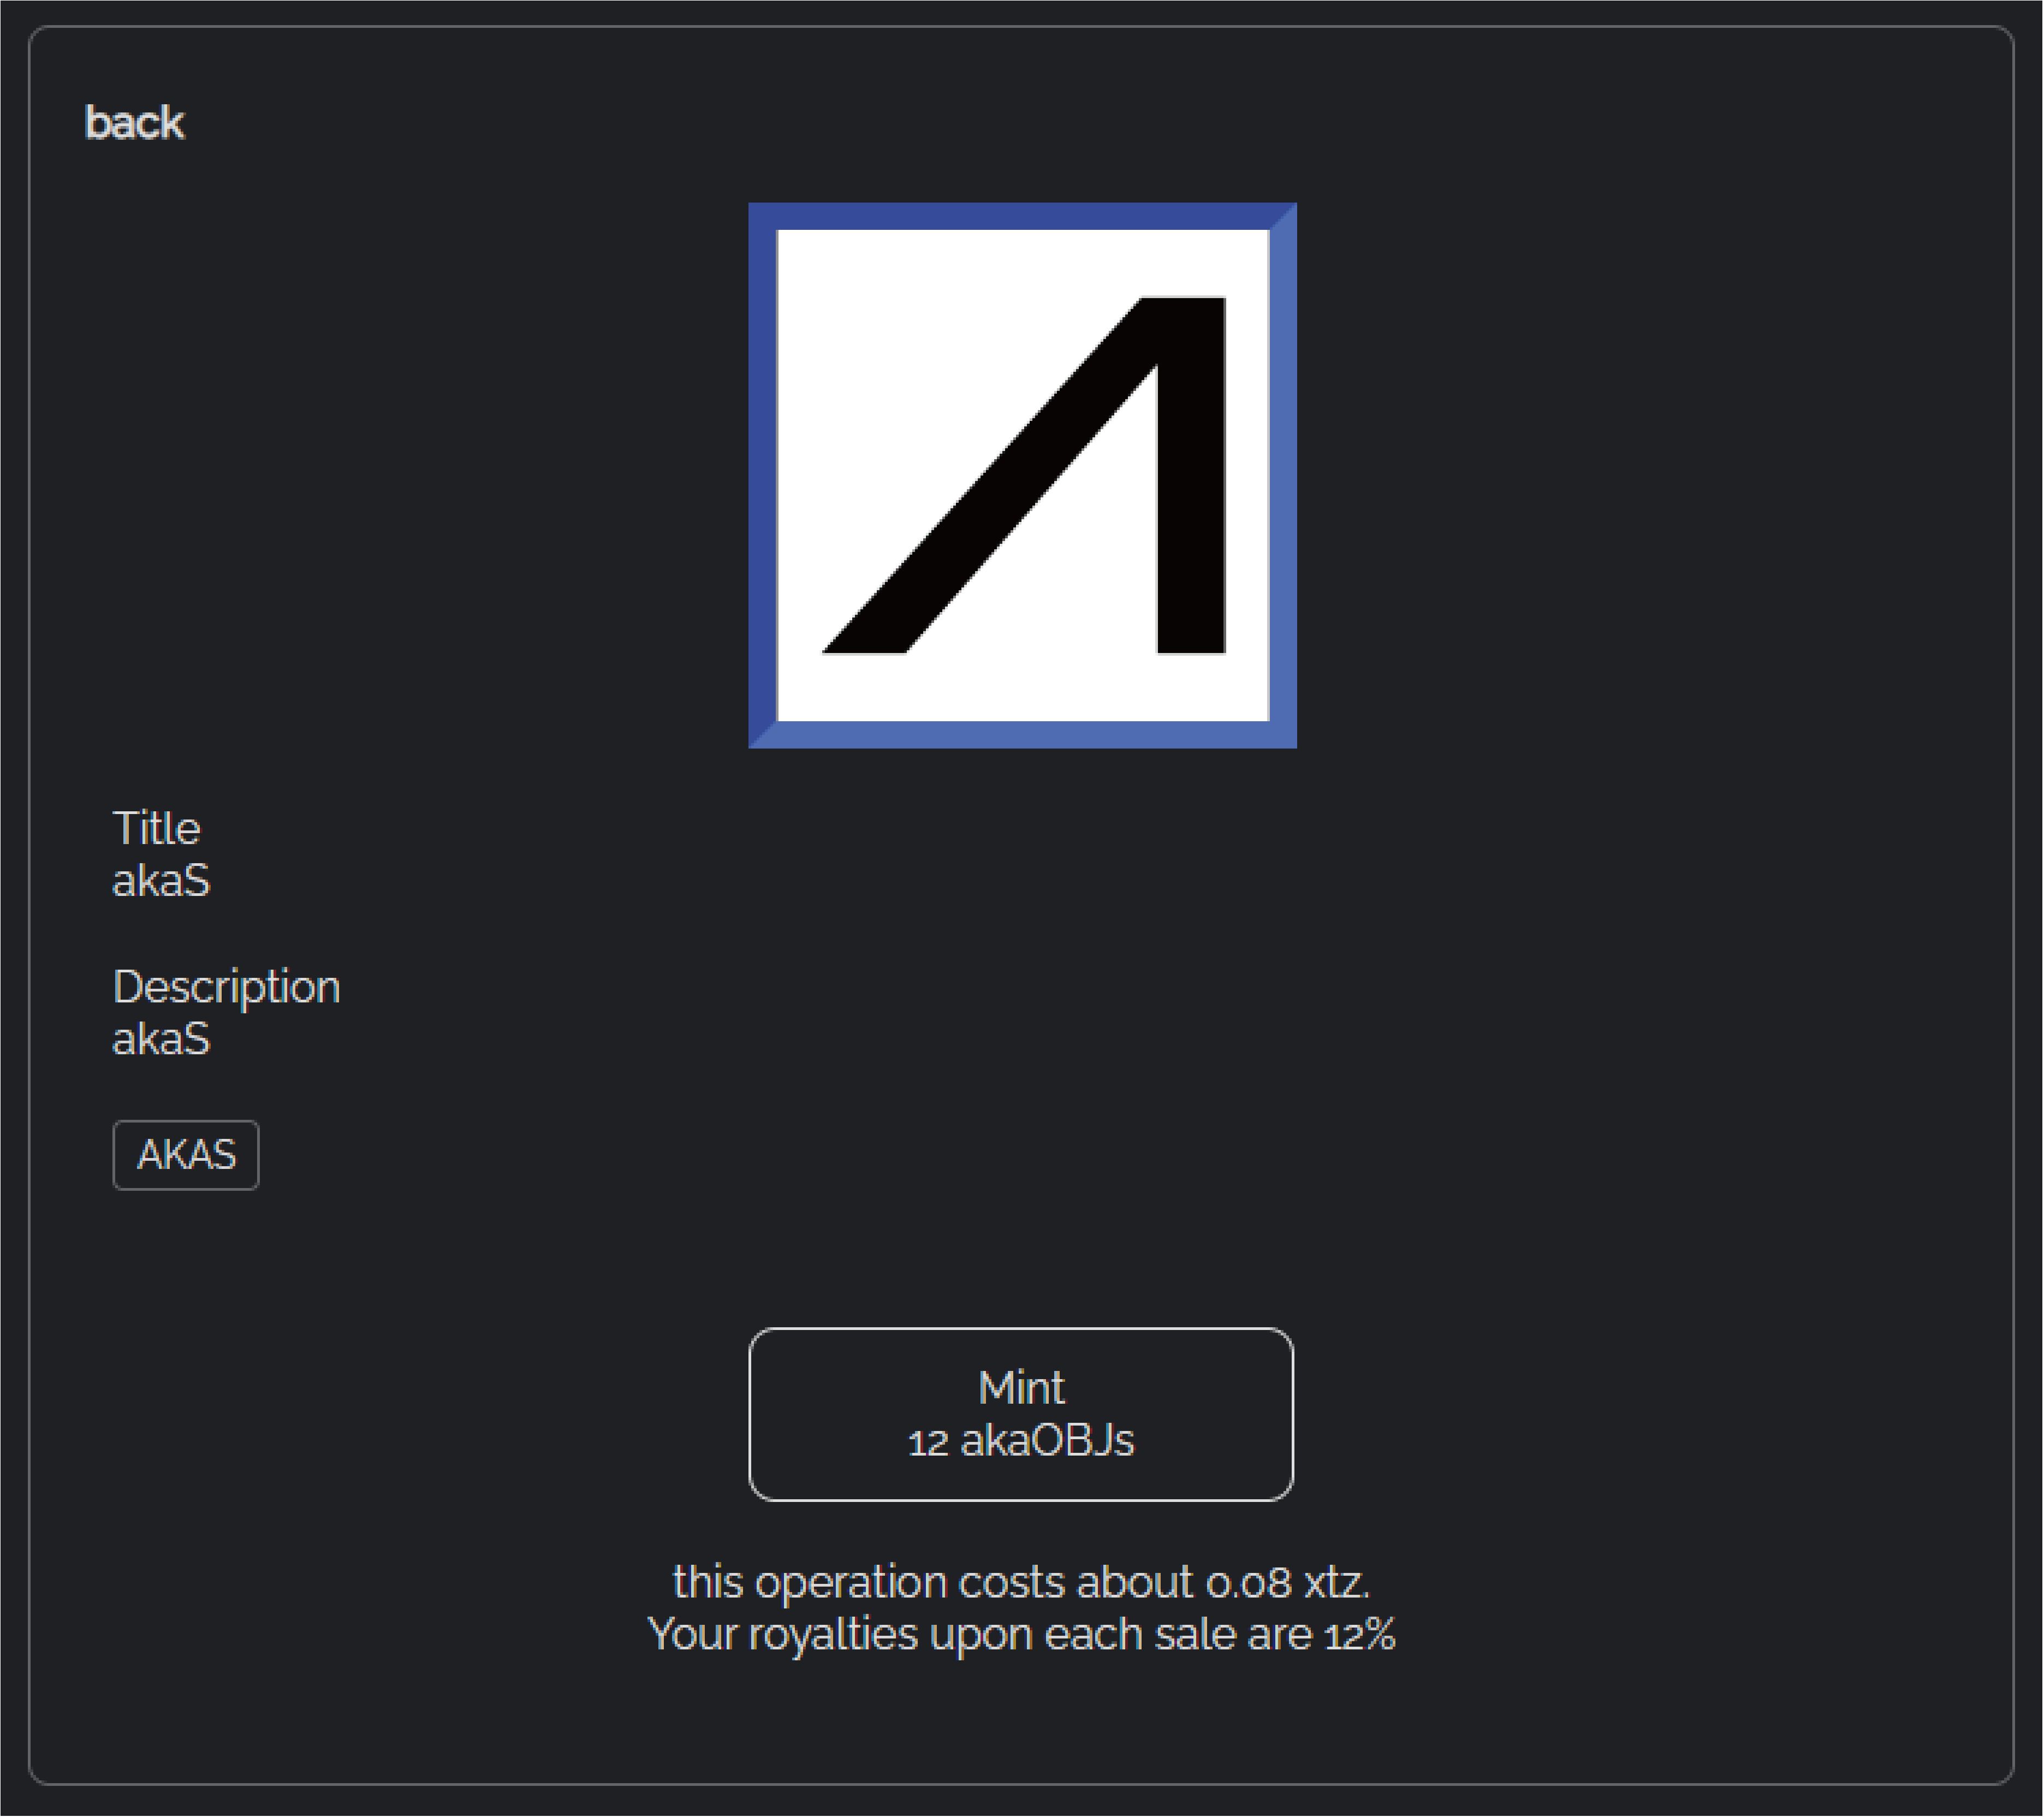 back
Title
akaS
Description
akaS
AKAS
Mint
12 akaOBJs
this operation costs about 0.08 xtz.
Your royalties upon each sale are 12%